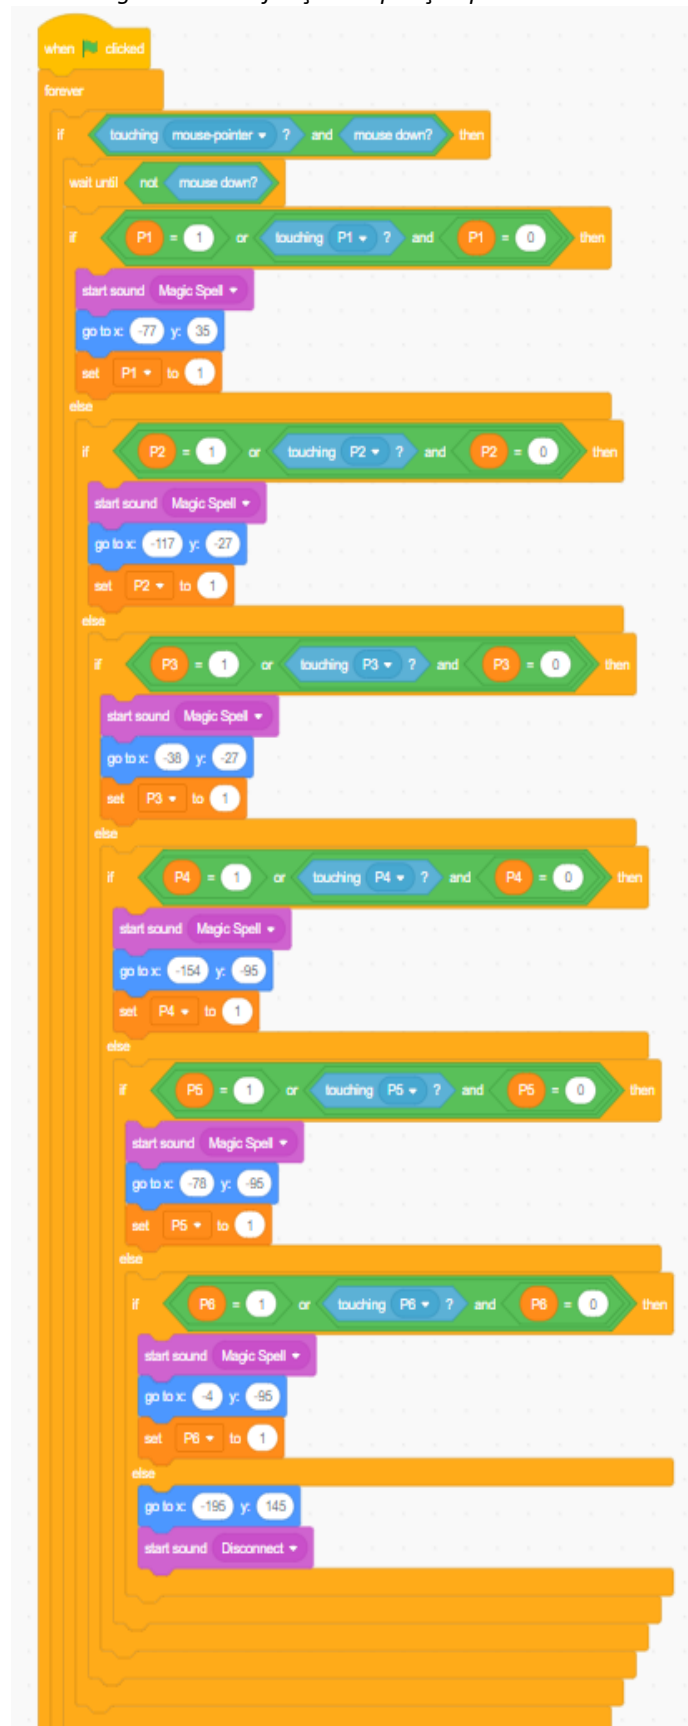 when clicked
forever
if touching mouse-pointer ? and mouse down? then
wait until not mouse down?
if P1 = 1 or touching P1 ? and P1 = 0 then
start sound Magic Spell
go to x: -77 y: 35
set P1 to 1
else
if P2 = 1 or touching P2 ? and P2 = 0 then
start sound Magic Spell
go to x: -117 y: -27
set P2 to 1
else
if P3 = 1 or touching P3 ? and P3 = 0 then
start sound Magic Spell
go to x: -38 y: -27
set P3 to 1
else
if P4 = 1 or touching P4 ? and P4 = 0 then
start sound Magic Spell
go to x: -154 y: -95
set P4 to 1
else
if P5 = 1 or touching P5 ? and P5 = 0 then
start sound Magic Spell
go to x: -78 y: -95
set P5 to 1
else
if P6 = 1 or touching P6 ? and P6 = 0 then
start sound Magic Spell
go to x: -4 y: -95
set P6 to 1
else
go to x: -195 y: 145
start sound Disconnect